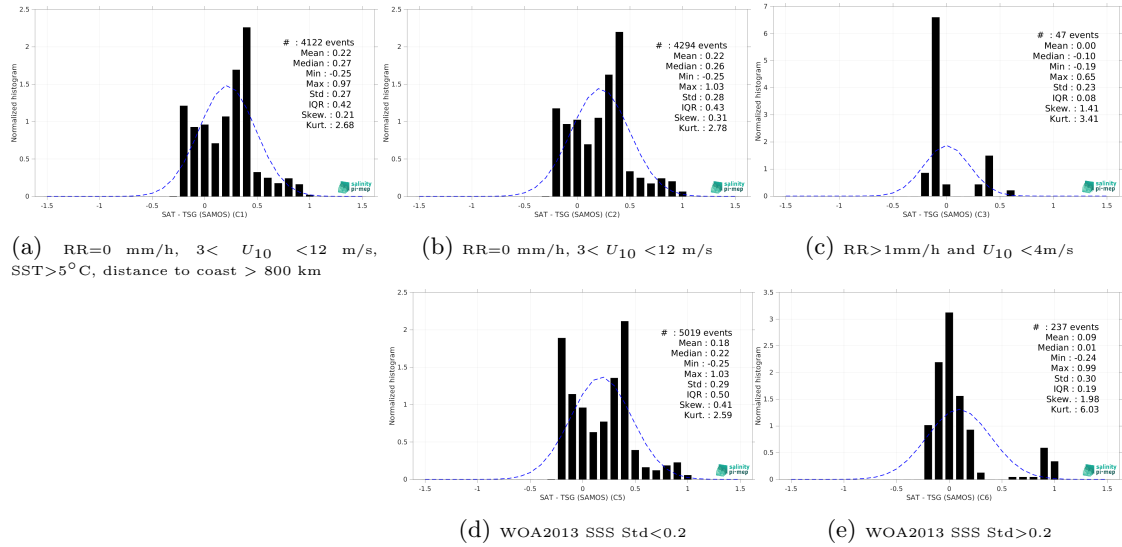 2.5
2
1.5
1
0.5
0
Normalized histogram
# : 4122 events
Mean : 0.22
Median : 0.27
Min : -0.25
Max : 0.97
Std : 0.27
IQR : 0.42
Skew. : 0.21
Kurt. : 2.68
salinity
pi-mep
-1.5 -1 -0.5 0 0.5 1 1.5
SAT - TSG (SAMOS) (C1)
(a) RR=0 mm/h, 3< U10 <12 m/s,
SST>5°C, distance to coast > 800 km
2.5
2
1.5
1
0.5
0
Normalized histogram
# : 4294 events
Mean : 0.22
Median : 0.26
Min : -0.25
Max : 1.03
Std : 0.28
IQR : 0.43
Skew. : 0.31
Kurt. : 2.78
salinity
pi-mep
-1.5 -1 -0.5 0 0.5 1 1.5
SAT - TSG (SAMOS) (C2)
(b) RR=0 mm/h, 3< U10 <12 m/s
7
6
5
4
3
2
1
0
Normalized histogram
# : 47 events
Mean : 0.00
Median : -0.10
Min : -0.19
Max : 0.65
Std : 0.23
IQR : 0.08
Skew. : 1.41
Kurt. : 3.41
salinity
pi-mep
-1.5 -1 -0.5 0 0.5 1 1.5
SAT - TSG (SAMOS) (C3)
(c) RR>1mm/h and U10 <4m/s
2.5
2
1.5
1
0.5
0
Normalized histogram
# : 5019 events
Mean : 0.18
Median : 0.22
Min : -0.25
Max : 1.03
Std : 0.29
IQR : 0.50
Skew. : 0.41
Kurt. : 2.59
salinity
pi-mep
-1.5 -1 -0.5 0 0.5 1 1.5
SAT - TSG (SAMOS) (C5)
(d) WOA2013 SSS Std<0.2
3.5
3
2.5
2
1.5
1
0.5
0
Normalized histogram
# : 237 events
Mean : 0.09
Median : 0.01
Min : -0.24
Max : 0.99
Std : 0.30
IQR : 0.19
Skew. : 1.98
Kurt. : 6.03
salinity
pi-mep
-1.5 -1 -0.5 0 0.5 1 1.5
SAT - TSG (SAMOS) (C6)
(e) WOA2013 SSS Std>0.2